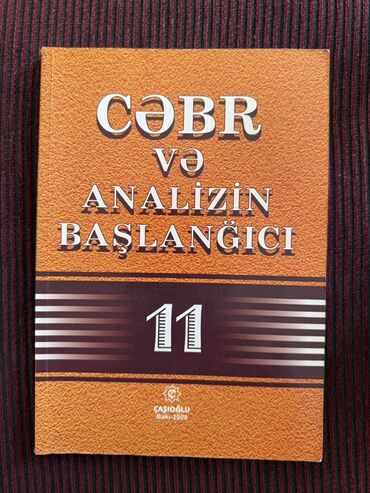 CƏBR
VƏ
ANALİZİN
BAŞLANĞICI
11
ÇAŞIOĞLU
Bakı-2009